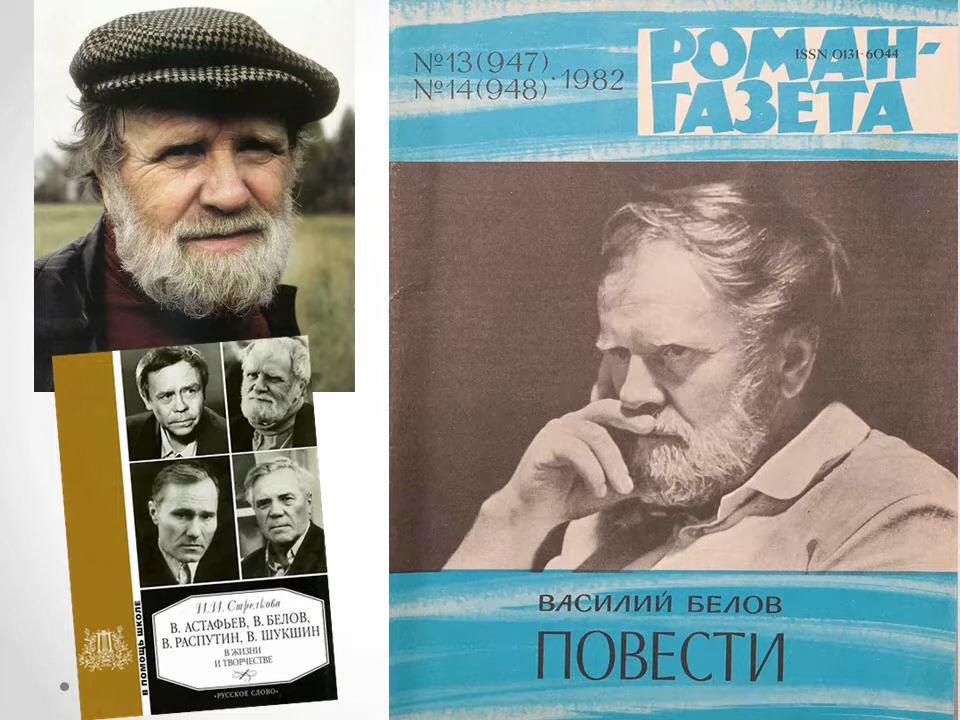 №13(947)
№14(948) · 1982
РОМАН-
ГАЗЕТА
ISSN 0131-6044
ВАСИЛИЙ БЕЛОВ
ПОВЕСТИ
В ПОМОЩЬ ШКОЛЕ
И.И. Стрелкова
В. АСТАФЬЕВ, В. БЕЛОВ,
В. РАСПУТИН, В. ШУКШИН
В ЖИЗНИ
И ТВОРЧЕСТВЕ
«РУССКОЕ СЛОВО»